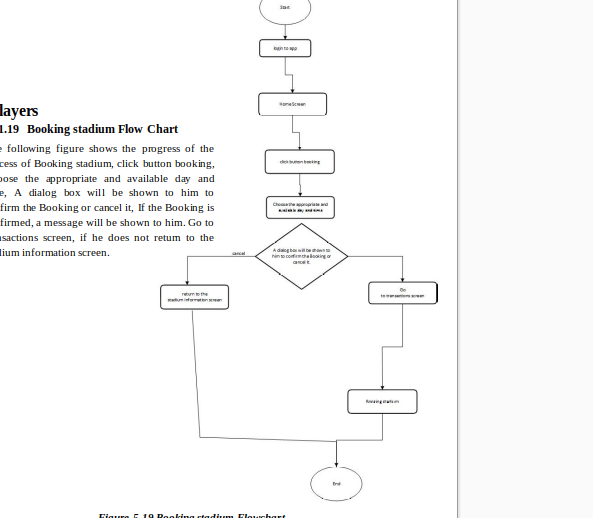 Start
login to app
Home Screen
click button booking
Choose the appropriate and
available day and time
A dialog box will be shown to
him to confirm the Booking or
cancel it.
cancel
return to the
stadium information screen
Go
to transactions screen
Booking stadium
End
layers
1.19 Booking stadium Flow Chart
e following figure shows the progress of the
cess of Booking stadium, click button booking,
oose the appropriate and available day and
e, A dialog box will be shown to him to
firm the Booking or cancel it, If the Booking is
firmed, a message will be shown to him. Go to
nsactions screen, if he does not return to the
dium information screen.
Figure 5.19 Booking stadium Flowchart